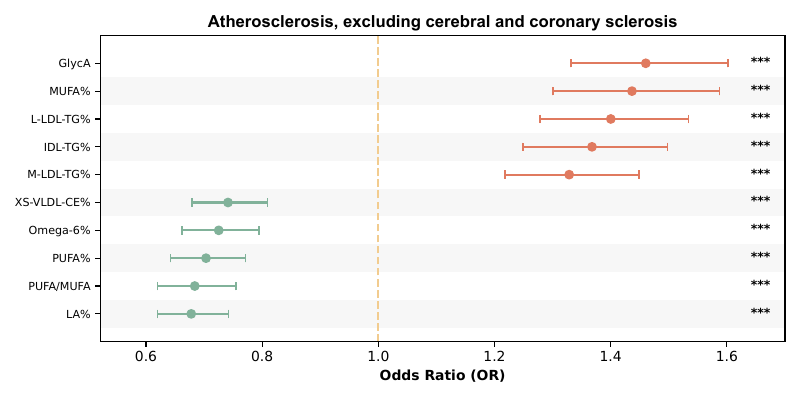 Atherosclerosis, excluding cerebral and coronary sclerosis
GlycA ***
MUFA% ***
L-LDL-TG% ***
IDL-TG% ***
M-LDL-TG% ***
XS-VLDL-CE% ***
Omega-6% ***
PUFA% ***
PUFA/MUFA ***
LA% ***
0.6 0.8 1.0 1.2 1.4 1.6
Odds Ratio (OR)